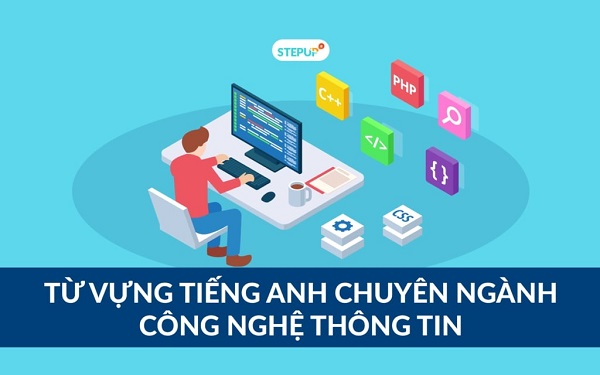 STEPUP
C++
PHP
</>
{}
CSS
TỪ VỰNG TIẾNG ANH CHUYÊN NGÀNH
CÔNG NGHỆ THÔNG TIN